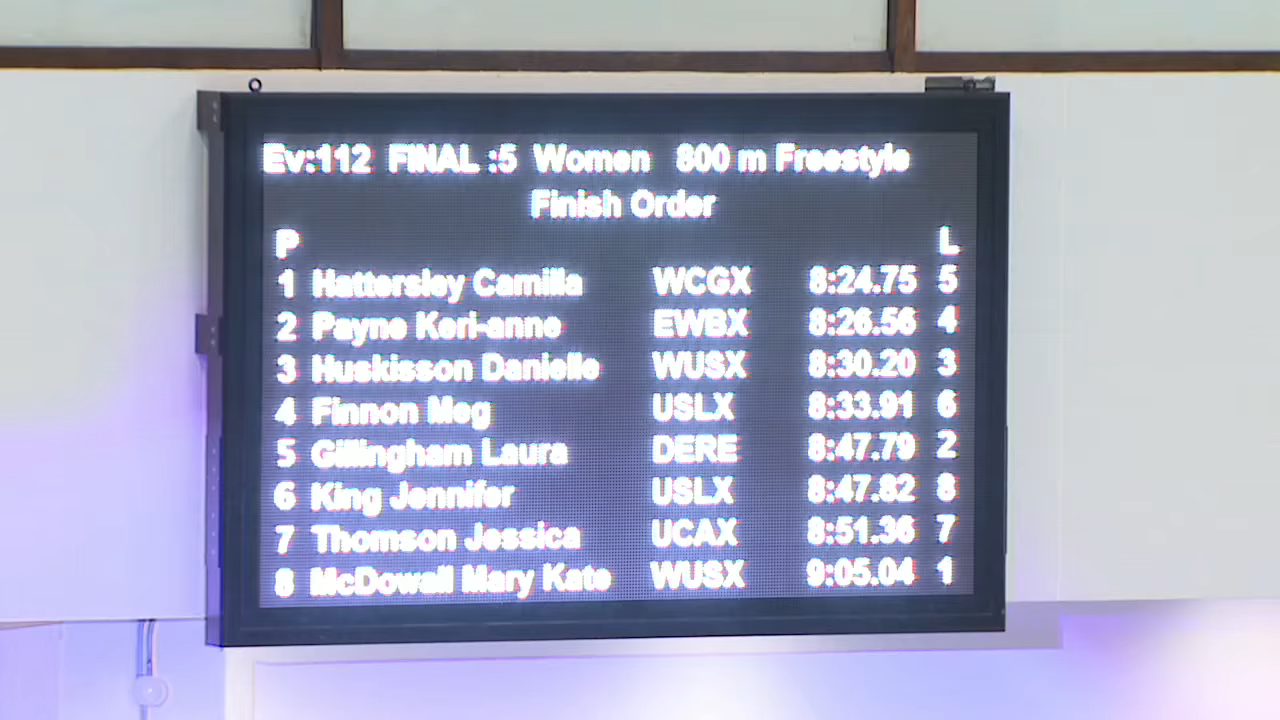 Ev:112 FINAL :5 Women 800 m Freestyle
Finish Order
P L
1 Hattersley Camilla WCGX 8:24.75 5
2 Payne Keri-anne EWBX 8:26.56 4
3 Huskisson Danielle WUSX 8:30.20 3
4 Finnon Meg USLX 8:33.91 6
5 Gillingham Laura DERE 8:47.79 2
6 King Jennifer USLX 8:47.82 8
7 Thomson Jessica UCAX 8:51.36 7
8 McDowall Mary Kate WUSX 9:05.04 1